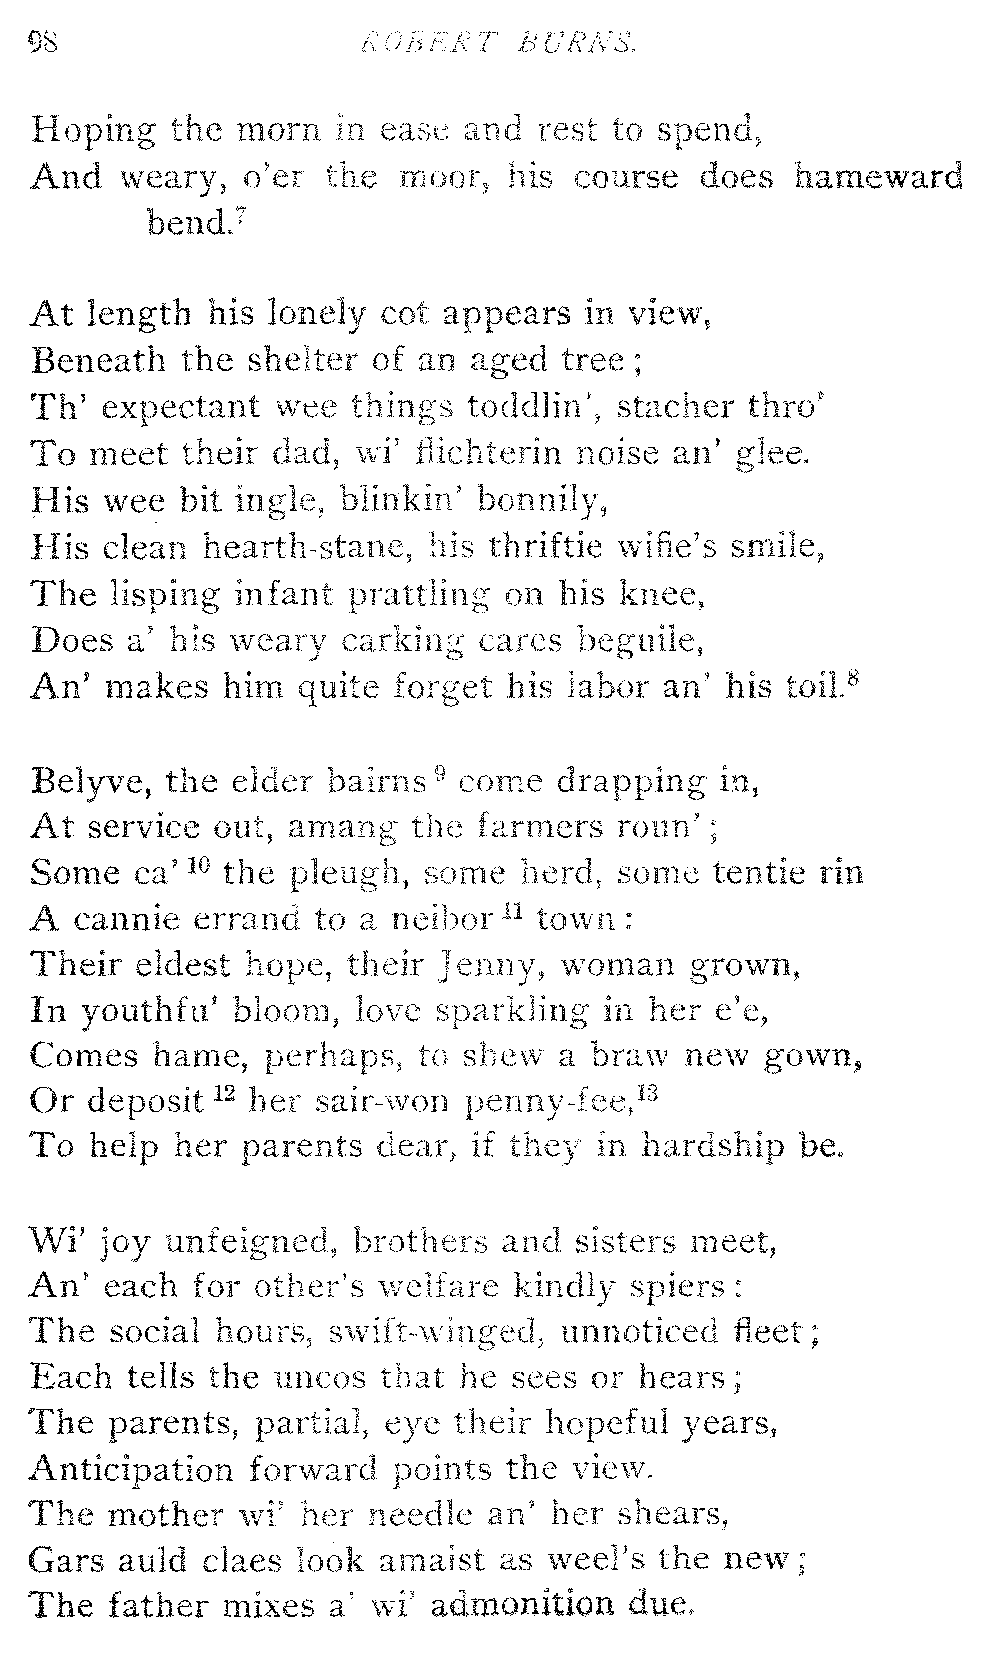 98 ROBERT BURNS.
Hoping the morn in ease and rest to spend,
And weary, o'er the moor, his course does hameward
bend.⁷
At length his lonely cot appears in view,
Beneath the shelter of an aged tree;
Th' expectant wee things toddlin', stacher thro'
To meet their dad, wi' flichterin noise an' glee.
His wee bit ingle, blinkin' bonnily,
His clean hearth-stane, his thriftie wifie's smile,
The lisping infant prattling on his knee,
Does a' his weary carking cares beguile,
An' makes him quite forget his labor an' his toil.⁸
Belyve, the elder bairns⁹ come drapping in,
At service out, amang the farmers roun';
Some ca'¹⁰ the pleugh, some herd, some tentie rin
A cannie errand to a neibor¹¹ town:
Their eldest hope, their Jenny, woman grown,
In youthfu' bloom, love sparkling in her e'e,
Comes hame, perhaps, to shew a braw new gown,
Or deposit¹² her sair-won penny-fee,¹³
To help her parents dear, if they in hardship be.
Wi' joy unfeigned, brothers and sisters meet,
An' each for other's welfare kindly spiers:
The social hours, swift-winged, unnoticed fleet;
Each tells the uncos that he sees or hears;
The parents, partial, eye their hopeful years,
Anticipation forward points the view.
The mother wi' her needle an' her shears,
Gars auld claes look amaist as weel's the new;
The father mixes a' wi' admonition due.